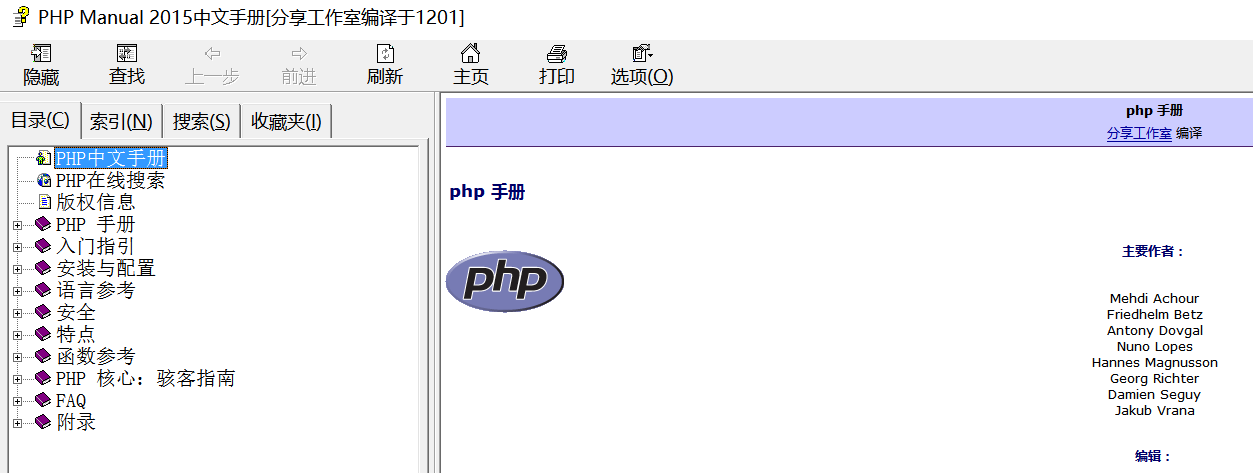 PHP Manual 2015中文手册[分享工作室编译于1201]
隐藏 查找 上一步 前进 刷新 主页 打印 选项(O)
目录(C) 索引(N) 搜索(S) 收藏夹(I)
PHP中文手册
PHP在线搜索
版权信息
PHP 手册
入门指引
安装与配置
语言参考
安全
特点
函数参考
PHP 核心：骇客指南
FAQ
附录
php 手册
分享工作室 编译
php 手册
php
主要作者：
Mehdi Achour
Friedhelm Betz
Antony Dovgal
Nuno Lopes
Hannes Magnusson
Georg Richter
Damien Seguy
Jakub Vrana
编辑：